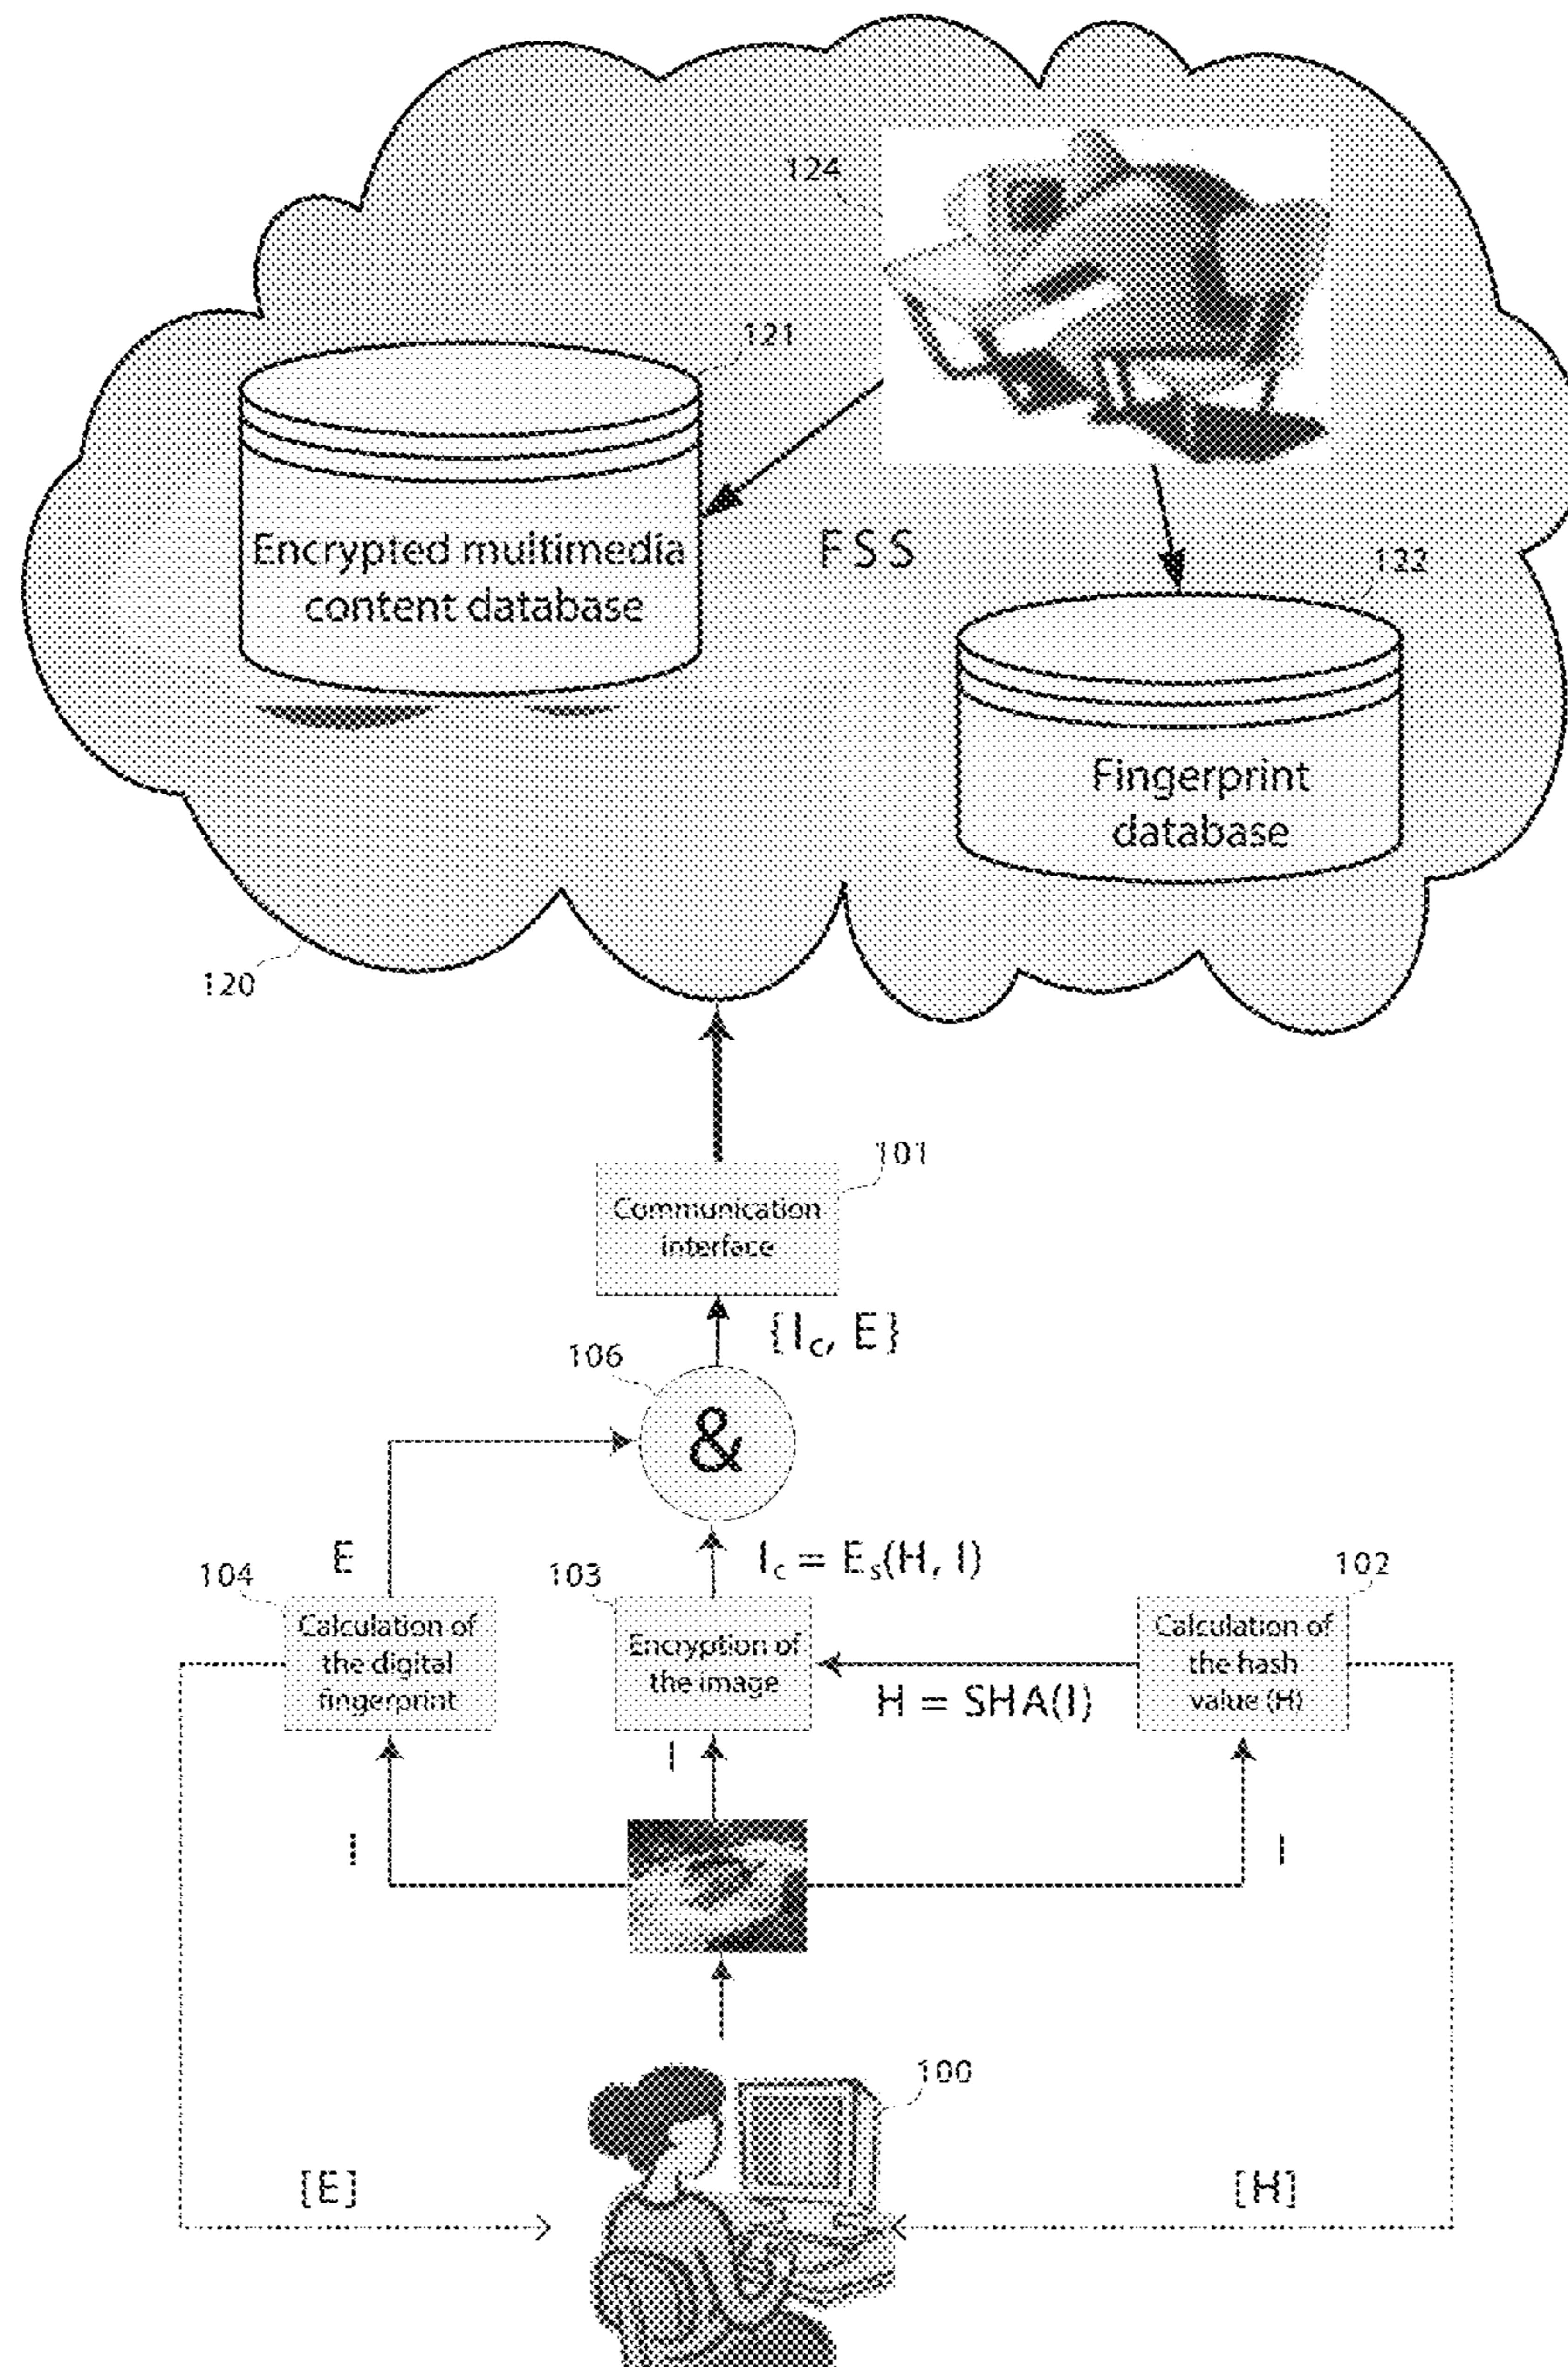 124
121
Encrypted multimedia
content database
FSS
122
Fingerprint
database
120
101
Communication
interface
{I_c, E}
106
&
E
I_c = E_s(H, I)
104
103
102
Calculation of
the digital
fingerprint
Encryption of
the image
Calculation of
the hash
value (H)
H = SHA(I)
I
I
I
100
[E]
[H]